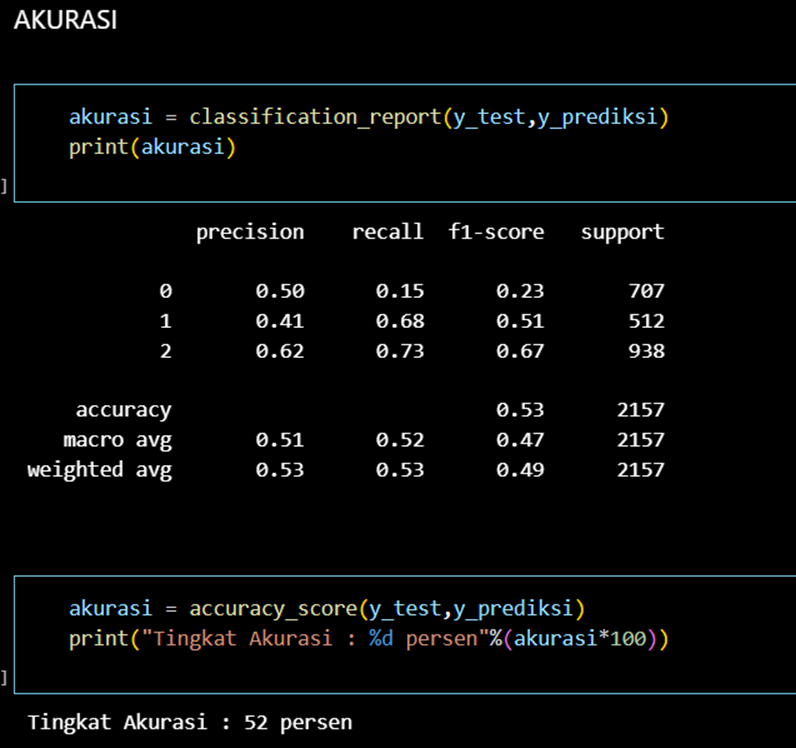 AKURASI
akurasi = classification_report(y_test,y_prediksi)
print(akurasi)
]
precision recall f1-score support
0 0.50 0.15 0.23 707
1 0.41 0.68 0.51 512
2 0.62 0.73 0.67 938
accuracy 0.53 2157
macro avg 0.51 0.52 0.47 2157
weighted avg 0.53 0.53 0.49 2157
akurasi = accuracy_score(y_test,y_prediksi)
print("Tingkat Akurasi : %d persen"%(akurasi*100))
]
Tingkat Akurasi : 52 persen